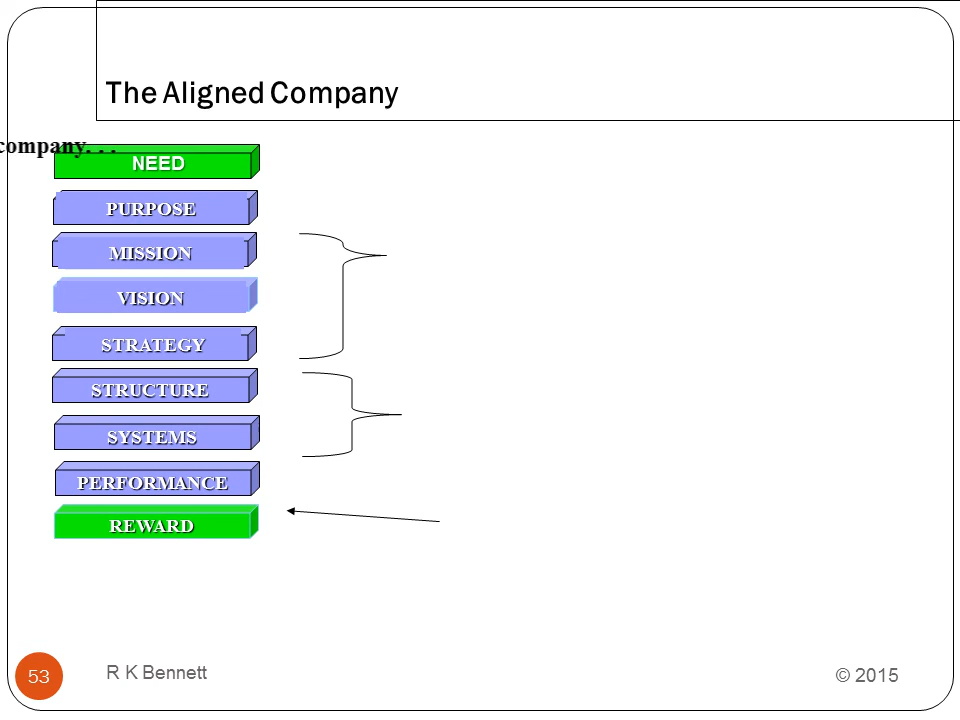 The Aligned Company
company. . .
NEED
PURPOSE
MISSION
VISION
STRATEGY
STRUCTURE
SYSTEMS
PERFORMANCE
REWARD
53
R K Bennett
© 2015